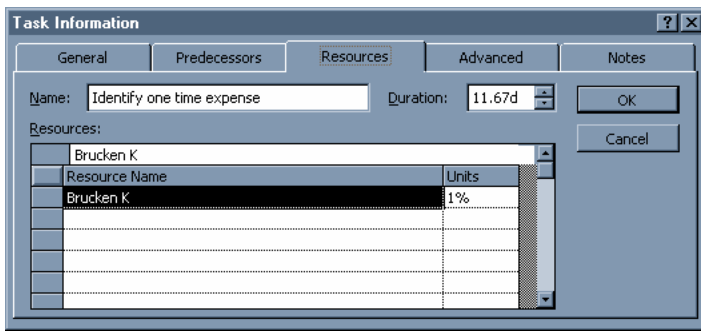 Task Information
General Predecessors Resources Advanced Notes
Name: Identify one time expense Duration: 11.67d OK
Resources: Cancel
Brucken K
Resource Name Units
Brucken K 1%